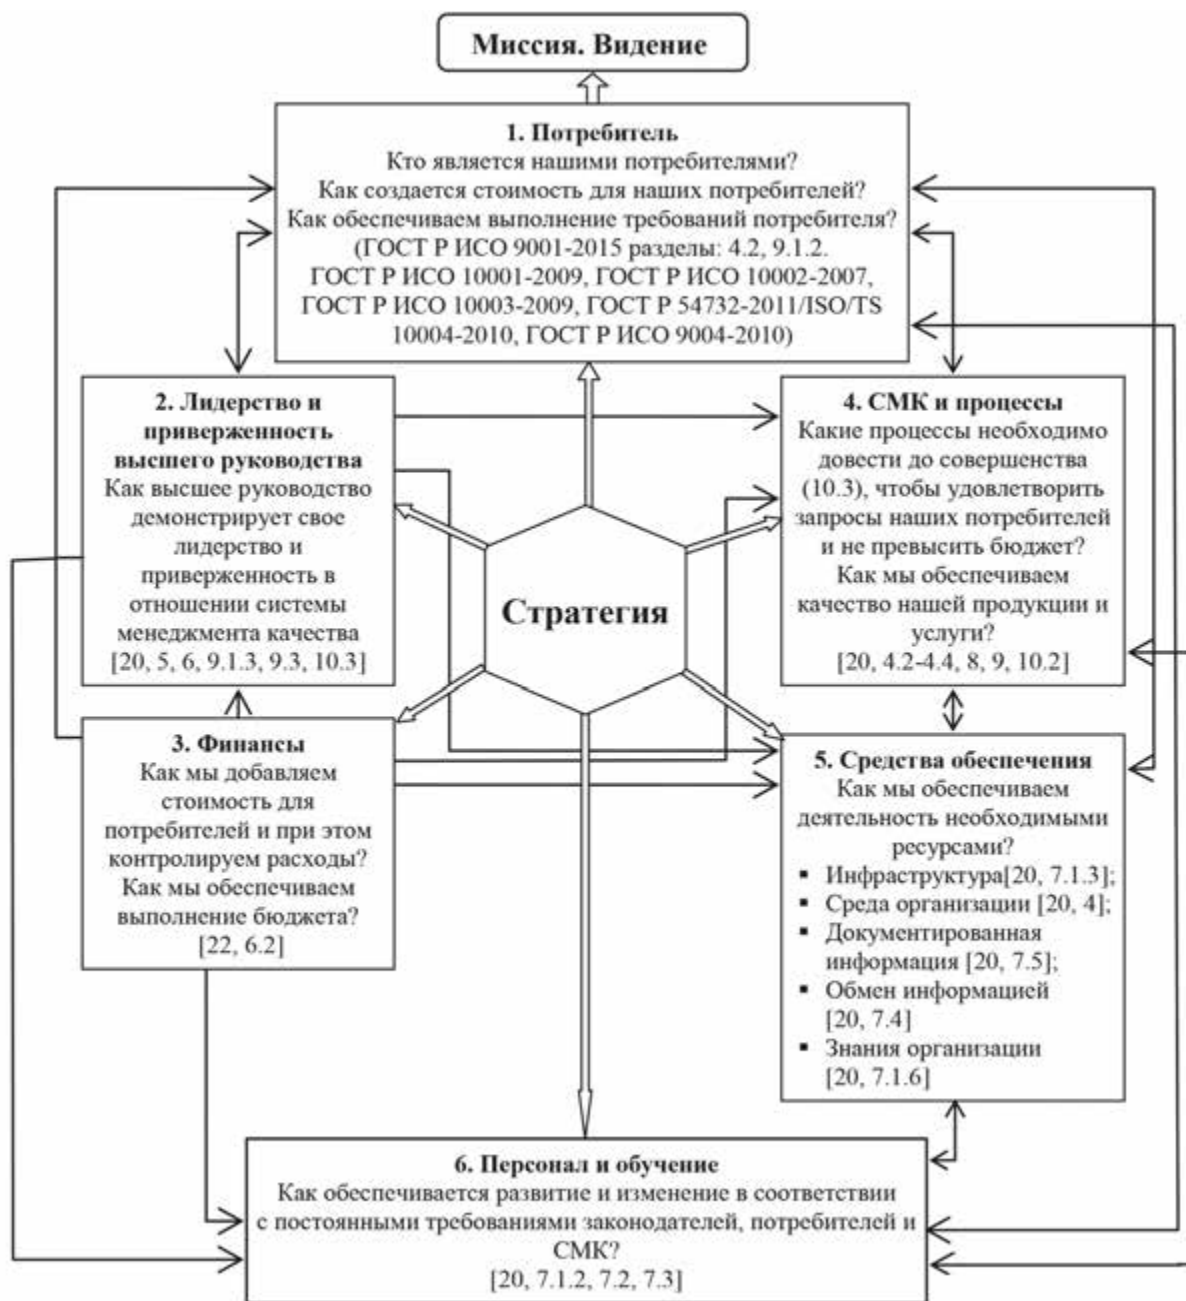 Миссия. Видение
1. Потребитель
Кто является нашими потребителями?
Как создается стоимость для наших потребителей?
Как обеспечиваем выполнение требований потребителя?
(ГОСТ Р ИСО 9001-2015 разделы: 4.2, 9.1.2.
ГОСТ Р ИСО 10001-2009, ГОСТ Р ИСО 10002-2007,
ГОСТ Р ИСО 10003-2009, ГОСТ Р 54732-2011/ISO/TS
10004-2010, ГОСТ Р ИСО 9004-2010)
2. Лидерство и
приверженность
высшего руководства
Как высшее руководство
демонстрирует свое
лидерство и
приверженность в
отношении системы
менеджмента качества
[20, 5, 6, 9.1.3, 9.3, 10.3]
4. СМК и процессы
Какие процессы необходимо
довести до совершенства
(10.3), чтобы удовлетворить
запросы наших потребителей
и не превысить бюджет?
Как мы обеспечиваем
качество нашей продукции и
услуги?
[20, 4.2-4.4, 8, 9, 10.2]
Стратегия
3. Финансы
Как мы добавляем
стоимость для
потребителей и при этом
контролируем расходы?
Как мы обеспечиваем
выполнение бюджета?
[22, 6.2]
5. Средства обеспечения
Как мы обеспечиваем
деятельность необходимыми
ресурсами?
▪ Инфраструктура[20, 7.1.3];
▪ Среда организации [20, 4];
▪ Документированная
информация [20, 7.5];
▪ Обмен информацией
[20, 7.4]
▪ Знания организации
[20, 7.1.6]
6. Персонал и обучение
Как обеспечивается развитие и изменение в соответствии
с постоянными требованиями законодателей, потребителей и
СМК?
[20, 7.1.2, 7.2, 7.3]